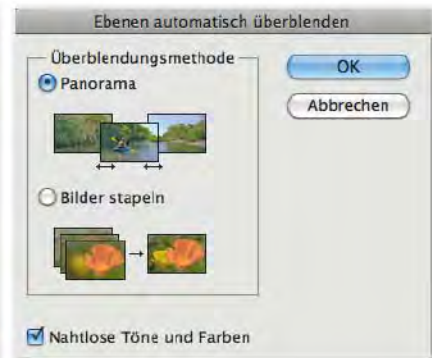 Ebenen automatisch überblenden
Überblendungsmethode
Panorama
Bilder stapeln
Nahtlose Töne und Farben
OK
Abbrechen